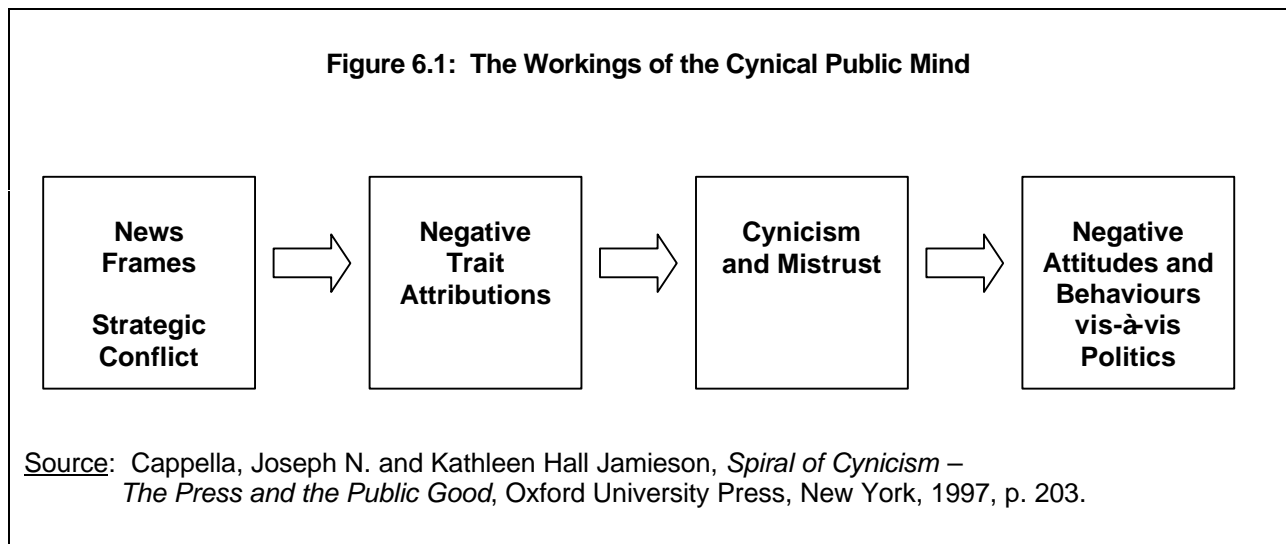 Figure 6.1:  The Workings of the Cynical Public Mind
News
Frames
Strategic
Conflict
Negative
Trait
Attributions
Cynicism
and Mistrust
Negative
Attitudes and
Behaviours
vis-à-vis
Politics
Source:  Cappella, Joseph N. and Kathleen Hall Jamieson, Spiral of Cynicism –
The Press and the Public Good, Oxford University Press, New York, 1997, p. 203.